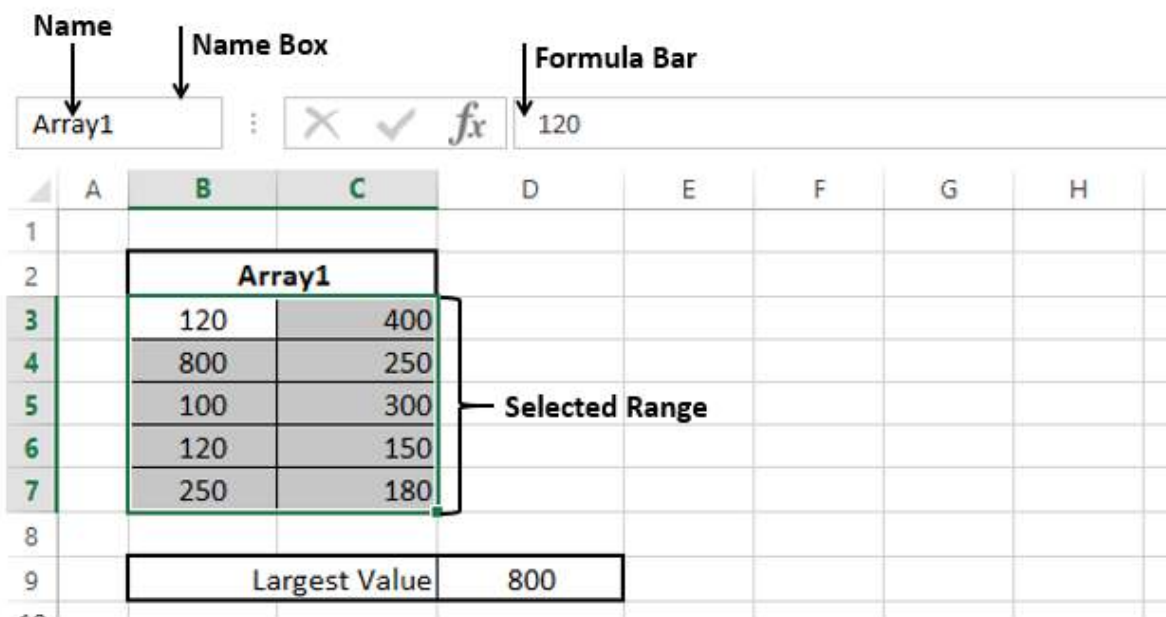 Name
Name Box
Formula Bar
Array1
fx
120
A B C D E F G H
1
2 Array1
3 120 400
4 800 250
5 100 300 Selected Range
6 120 150
7 250 180
8
9 Largest Value 800